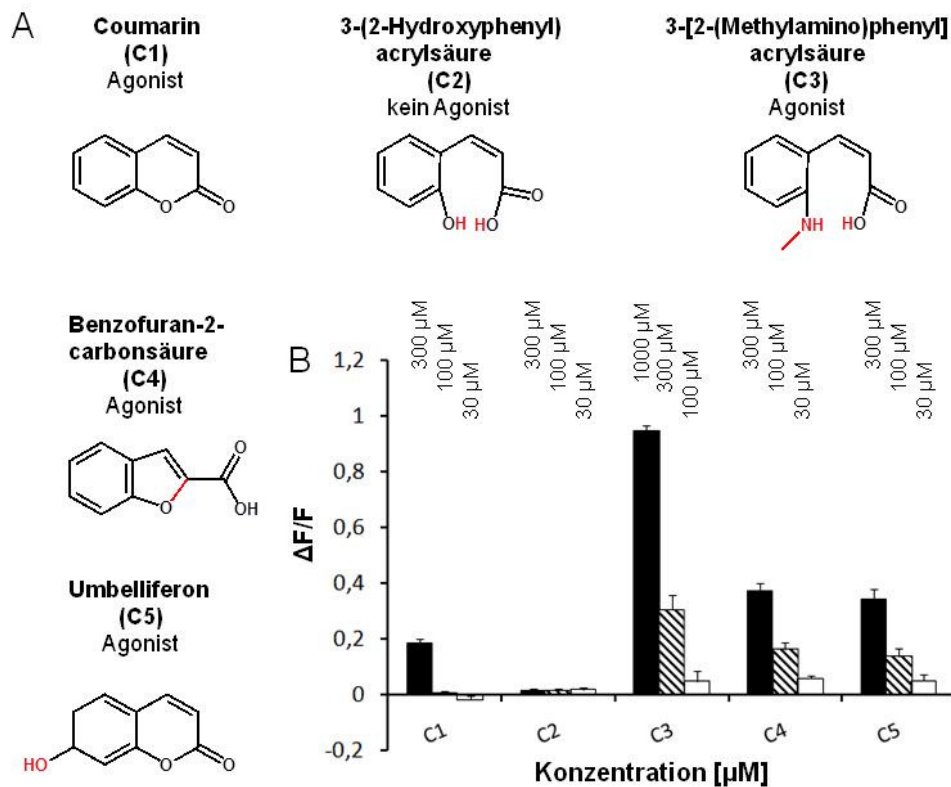 A
Coumarin
(C1)
Agonist
3-(2-Hydroxyphenyl)
acrylsäure
(C2)
kein Agonist
3-[2-(Methylamino)phenyl]
acrylsäure
(C3)
Agonist
O
O
OH
HO
O
NH
HO
O
Benzofuran-2-
carbonsäure
(C4)
Agonist
O
O
OH
Umbelliferon
(C5)
Agonist
HO
O
O
B
300 µM
100 µM
30 µM
300 µM
100 µM
30 µM
1000 µM
300 µM
100 µM
300 µM
100 µM
30 µM
300 µM
100 µM
30 µM
ΔF/F
1,2
1
0,8
0,6
0,4
0,2
0
-0,2
C1
C2
C3
C4
C5
Konzentration [µM]